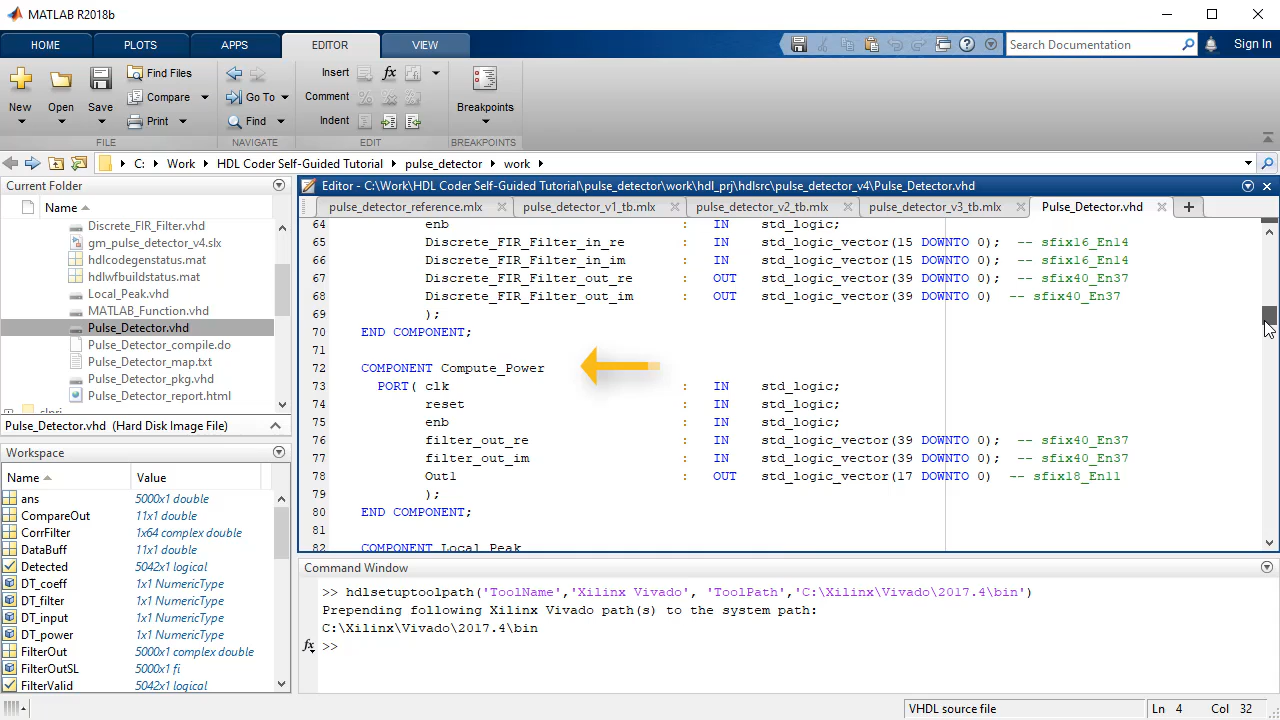 MATLAB R2018b
HOME PLOTS APPS EDITOR VIEW
Search Documentation Sign In
New Open Save Find Files Compare Print
Go To Find
Insert fx
Comment
Indent
Breakpoints
FILE NAVIGATE EDIT BREAKPOINTS
C: Work HDL Coder Self-Guided Tutorial pulse_detector work
Current Folder
Name
Discrete_FIR_Filter.vhd
gm_pulse_detector_v4.slx
hdlcodegenstatus.mat
hdlwfbuildstatus.mat
Local_Peak.vhd
MATLAB_Function.vhd
Pulse_Detector.vhd
Pulse_Detector_compile.do
Pulse_Detector_map.txt
Pulse_Detector_pkg.vhd
Pulse_Detector_report.html
slprj
Pulse_Detector.vhd (Hard Disk Image File)
Workspace
Name Value
ans 5000x1 double
CompareOut 11x1 double
CorrFilter 1x64 complex double
DataBuff 11x1 double
Detected 5042x1 logical
DT_coeff 1x1 NumericType
DT_filter 1x1 NumericType
DT_input 1x1 NumericType
DT_power 1x1 NumericType
FilterOut 5000x1 complex double
FilterOutSL 5000x1 fi
FilterValid 5042x1 logical
Editor - C:\Work\HDL Coder Self-Guided Tutorial\pulse_detector\work\hdl_prj\hdlsrc\pulse_detector_v4\Pulse_Detector.vhd
pulse_detector_reference.mlx pulse_detector_v1_tb.mlx pulse_detector_v2_tb.mlx pulse_detector_v3_tb.mlx Pulse_Detector.vhd
64 enb : IN std_logic;
65 Discrete_FIR_Filter_in_re : IN std_logic_vector(15 DOWNTO 0); -- sfix16_En14
66 Discrete_FIR_Filter_in_im : IN std_logic_vector(15 DOWNTO 0); -- sfix16_En14
67 Discrete_FIR_Filter_out_re : OUT std_logic_vector(39 DOWNTO 0); -- sfix40_En37
68 Discrete_FIR_Filter_out_im : OUT std_logic_vector(39 DOWNTO 0) -- sfix40_En37
69 );
70 END COMPONENT;
71
72 COMPONENT Compute_Power
73 PORT( clk : IN std_logic;
74 reset : IN std_logic;
75 enb : IN std_logic;
76 filter_out_re : IN std_logic_vector(39 DOWNTO 0); -- sfix40_En37
77 filter_out_im : IN std_logic_vector(39 DOWNTO 0); -- sfix40_En37
78 Out1 : OUT std_logic_vector(17 DOWNTO 0) -- sfix18_En11
79 );
80 END COMPONENT;
81
82 COMPONENT Local_Peak
Command Window
>> hdlsetuptoolpath('ToolName','Xilinx Vivado', 'ToolPath','C:\Xilinx\Vivado\2017.4\bin')
Prepending following Xilinx Vivado path(s) to the system path:
C:\Xilinx\Vivado\2017.4\bin
fx >>
VHDL source file Ln 4 Col 32